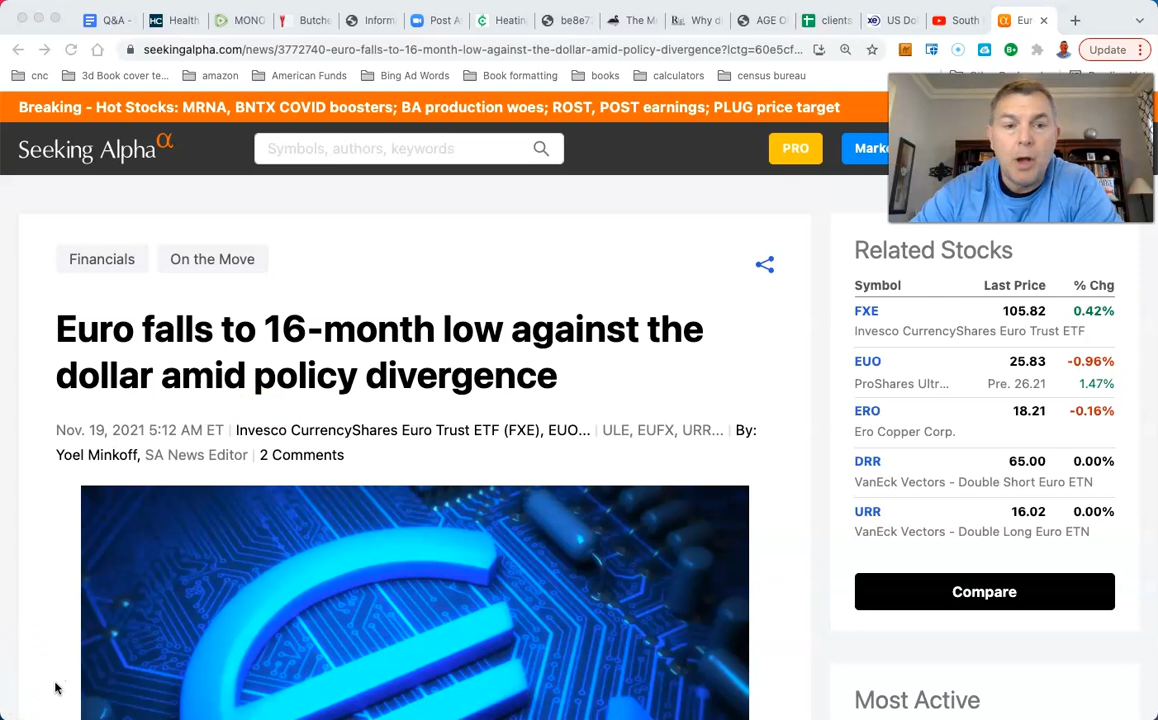 Q&A -
Health
MONO
Butche
Inform
Post A
Heatin
be8e7
The M
Why d
AGE O
clients
US Do
South
Eur
seekingalpha.com/news/3772740-euro-falls-to-16-month-low-against-the-dollar-amid-policy-divergence?lctg=60e5cf...
Update
cnc
3d Book cover te...
amazon
American Funds
Bing Ad Words
Book formatting
books
calculators
census bureau
Breaking - Hot Stocks: MRNA, BNTX COVID boosters; BA production woes; ROST, POST earnings; PLUG price target
Seeking Alpha α
Symbols, authors, keywords
PRO
Marke
Financials
On the Move
Euro falls to 16-month low against the
dollar amid policy divergence
Nov. 19, 2021 5:12 AM ET | Invesco CurrencyShares Euro Trust ETF (FXE), EUO... | ULE, EUFX, URR... | By:
Yoel Minkoff, SA News Editor | 2 Comments
Related Stocks
Symbol Last Price % Chg
FXE 105.82 0.42%
Invesco CurrencyShares Euro Trust ETF
EUO 25.83 -0.96%
ProShares Ultr... Pre. 26.21 1.47%
ERO 18.21 -0.16%
Ero Copper Corp.
DRR 65.00 0.00%
VanEck Vectors - Double Short Euro ETN
URR 16.02 0.00%
VanEck Vectors - Double Long Euro ETN
Compare
Most Active